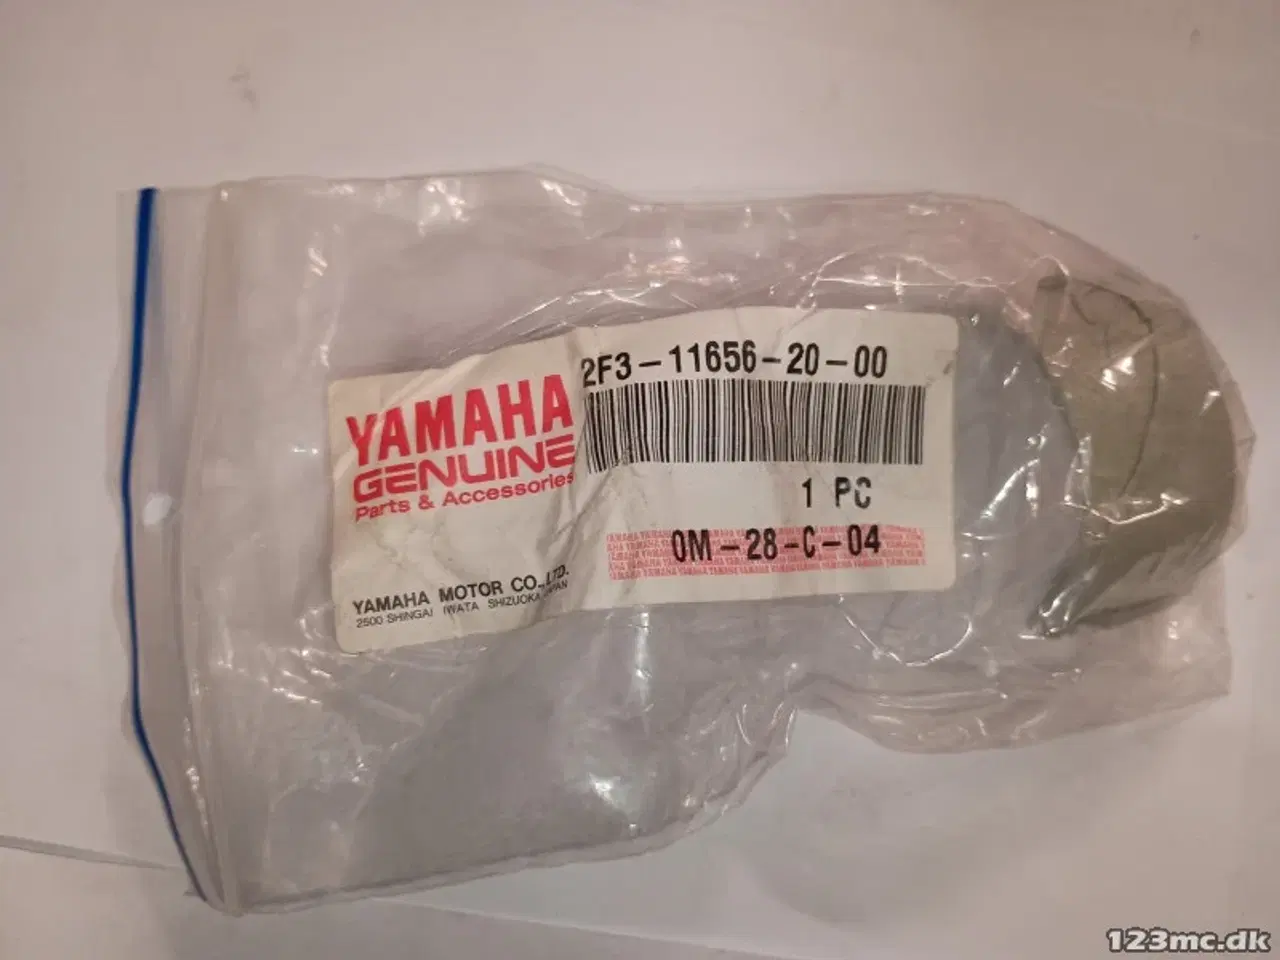 2F3-11656-20-00
YAMAHA
GENUINE
Parts & Accessories
1 PC
0M-28-C-04
YAMAHA MOTOR CO., LTD.
2500 SHINGAI IWATA SHIZUOKA JAPAN
123mc.dk